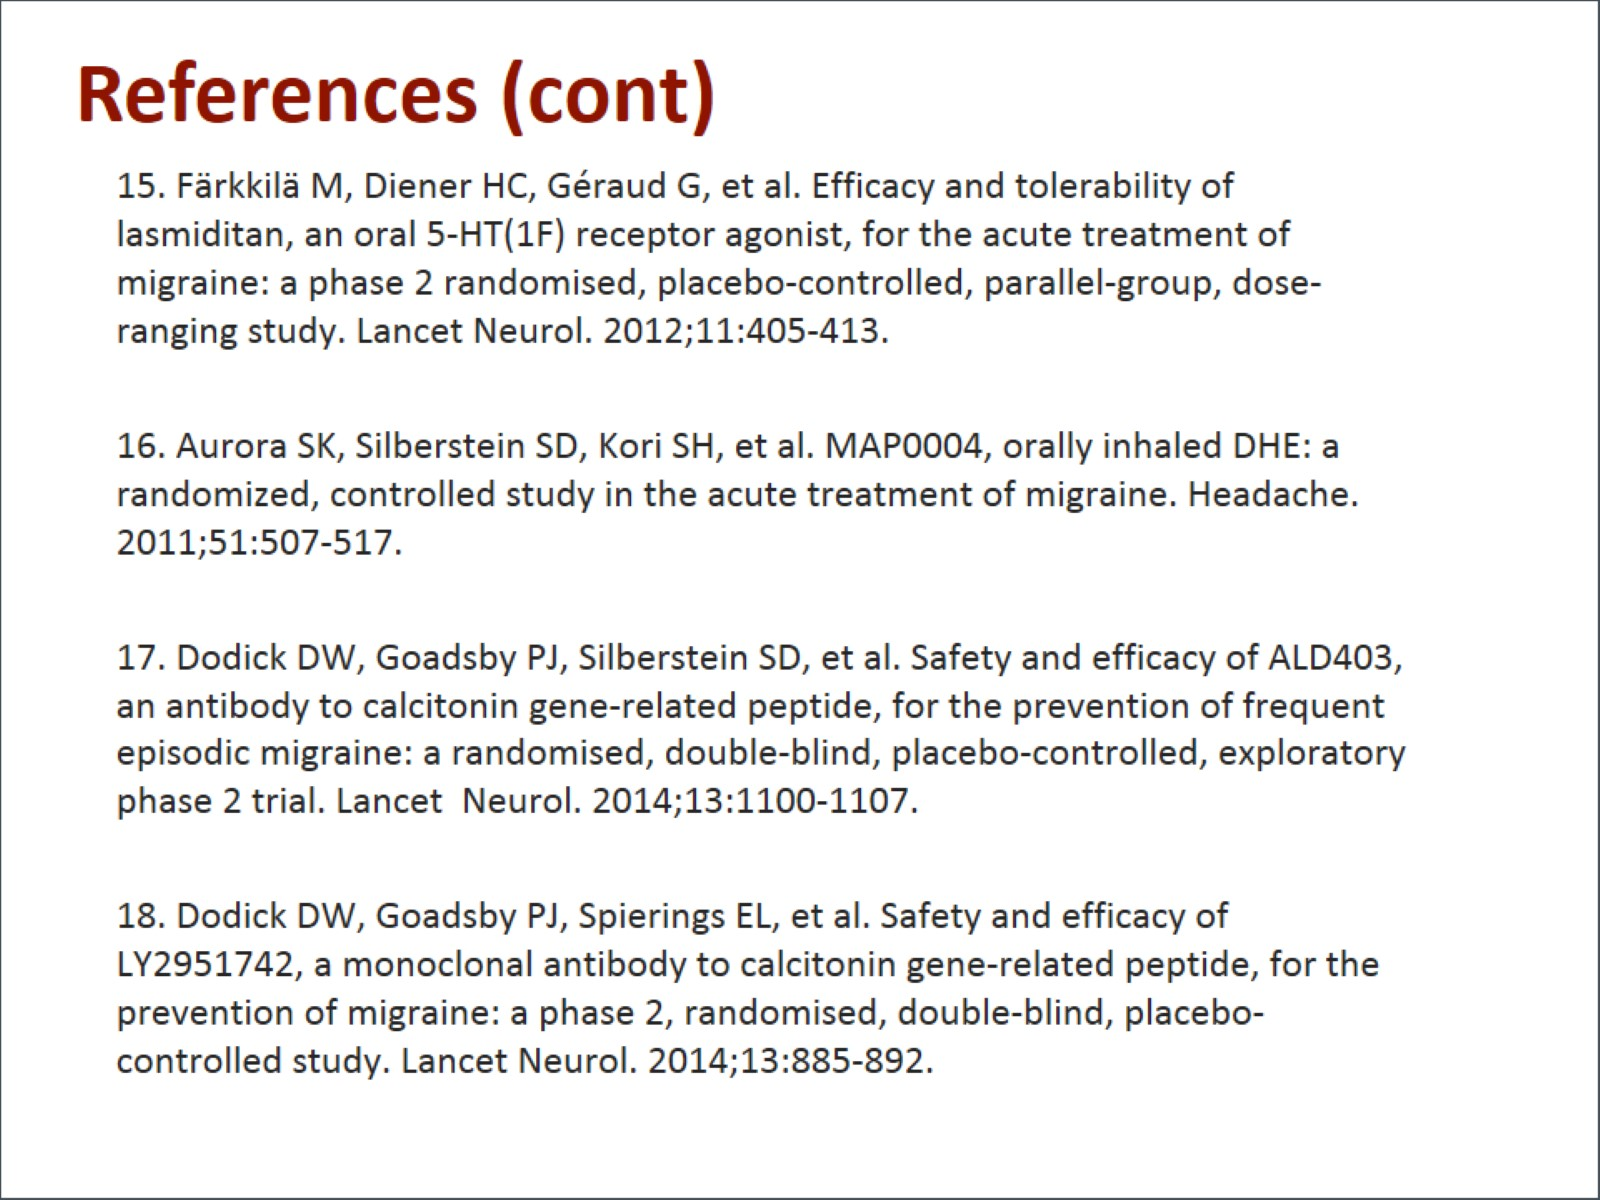 References (cont)
15. Färkkilä M, Diener HC, Géraud G, et al. Efficacy and tolerability of
lasmiditan, an oral 5-HT(1F) receptor agonist, for the acute treatment of
migraine: a phase 2 randomised, placebo-controlled, parallel-group, dose-
ranging study. Lancet Neurol. 2012;11:405-413.
16. Aurora SK, Silberstein SD, Kori SH, et al. MAP0004, orally inhaled DHE: a
randomized, controlled study in the acute treatment of migraine. Headache.
2011;51:507-517.
17. Dodick DW, Goadsby PJ, Silberstein SD, et al. Safety and efficacy of ALD403,
an antibody to calcitonin gene-related peptide, for the prevention of frequent
episodic migraine: a randomised, double-blind, placebo-controlled, exploratory
phase 2 trial. Lancet  Neurol. 2014;13:1100-1107.
18. Dodick DW, Goadsby PJ, Spierings EL, et al. Safety and efficacy of
LY2951742, a monoclonal antibody to calcitonin gene-related peptide, for the
prevention of migraine: a phase 2, randomised, double-blind, placebo-
controlled study. Lancet Neurol. 2014;13:885-892.